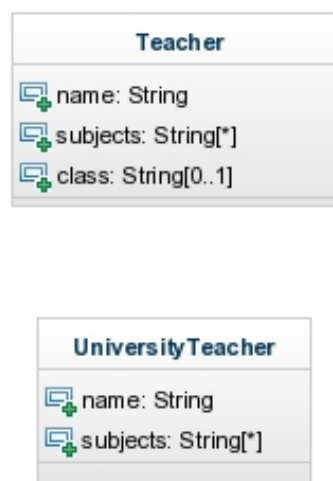 Teacher
name: String
subjects: String[*]
class: String[0..1]
UniversityTeacher
name: String
subjects: String[*]